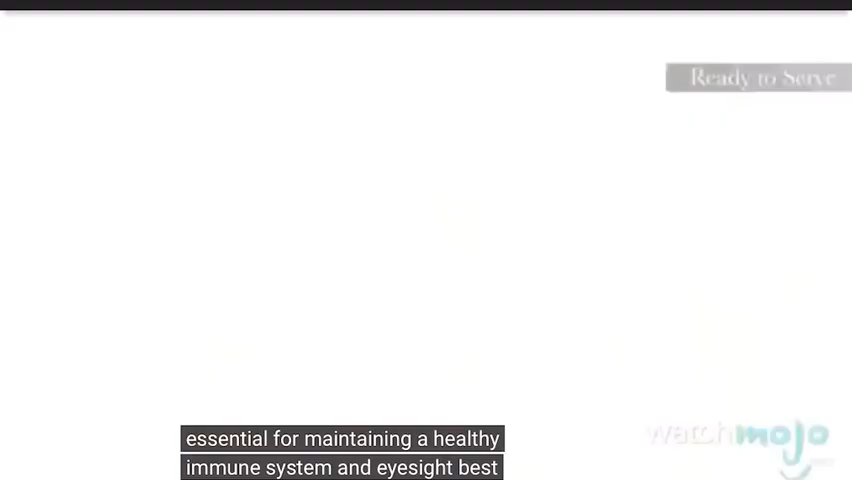 Ready to Serve
essential for maintaining a healthy
immune system and eyesight best
watchmojo